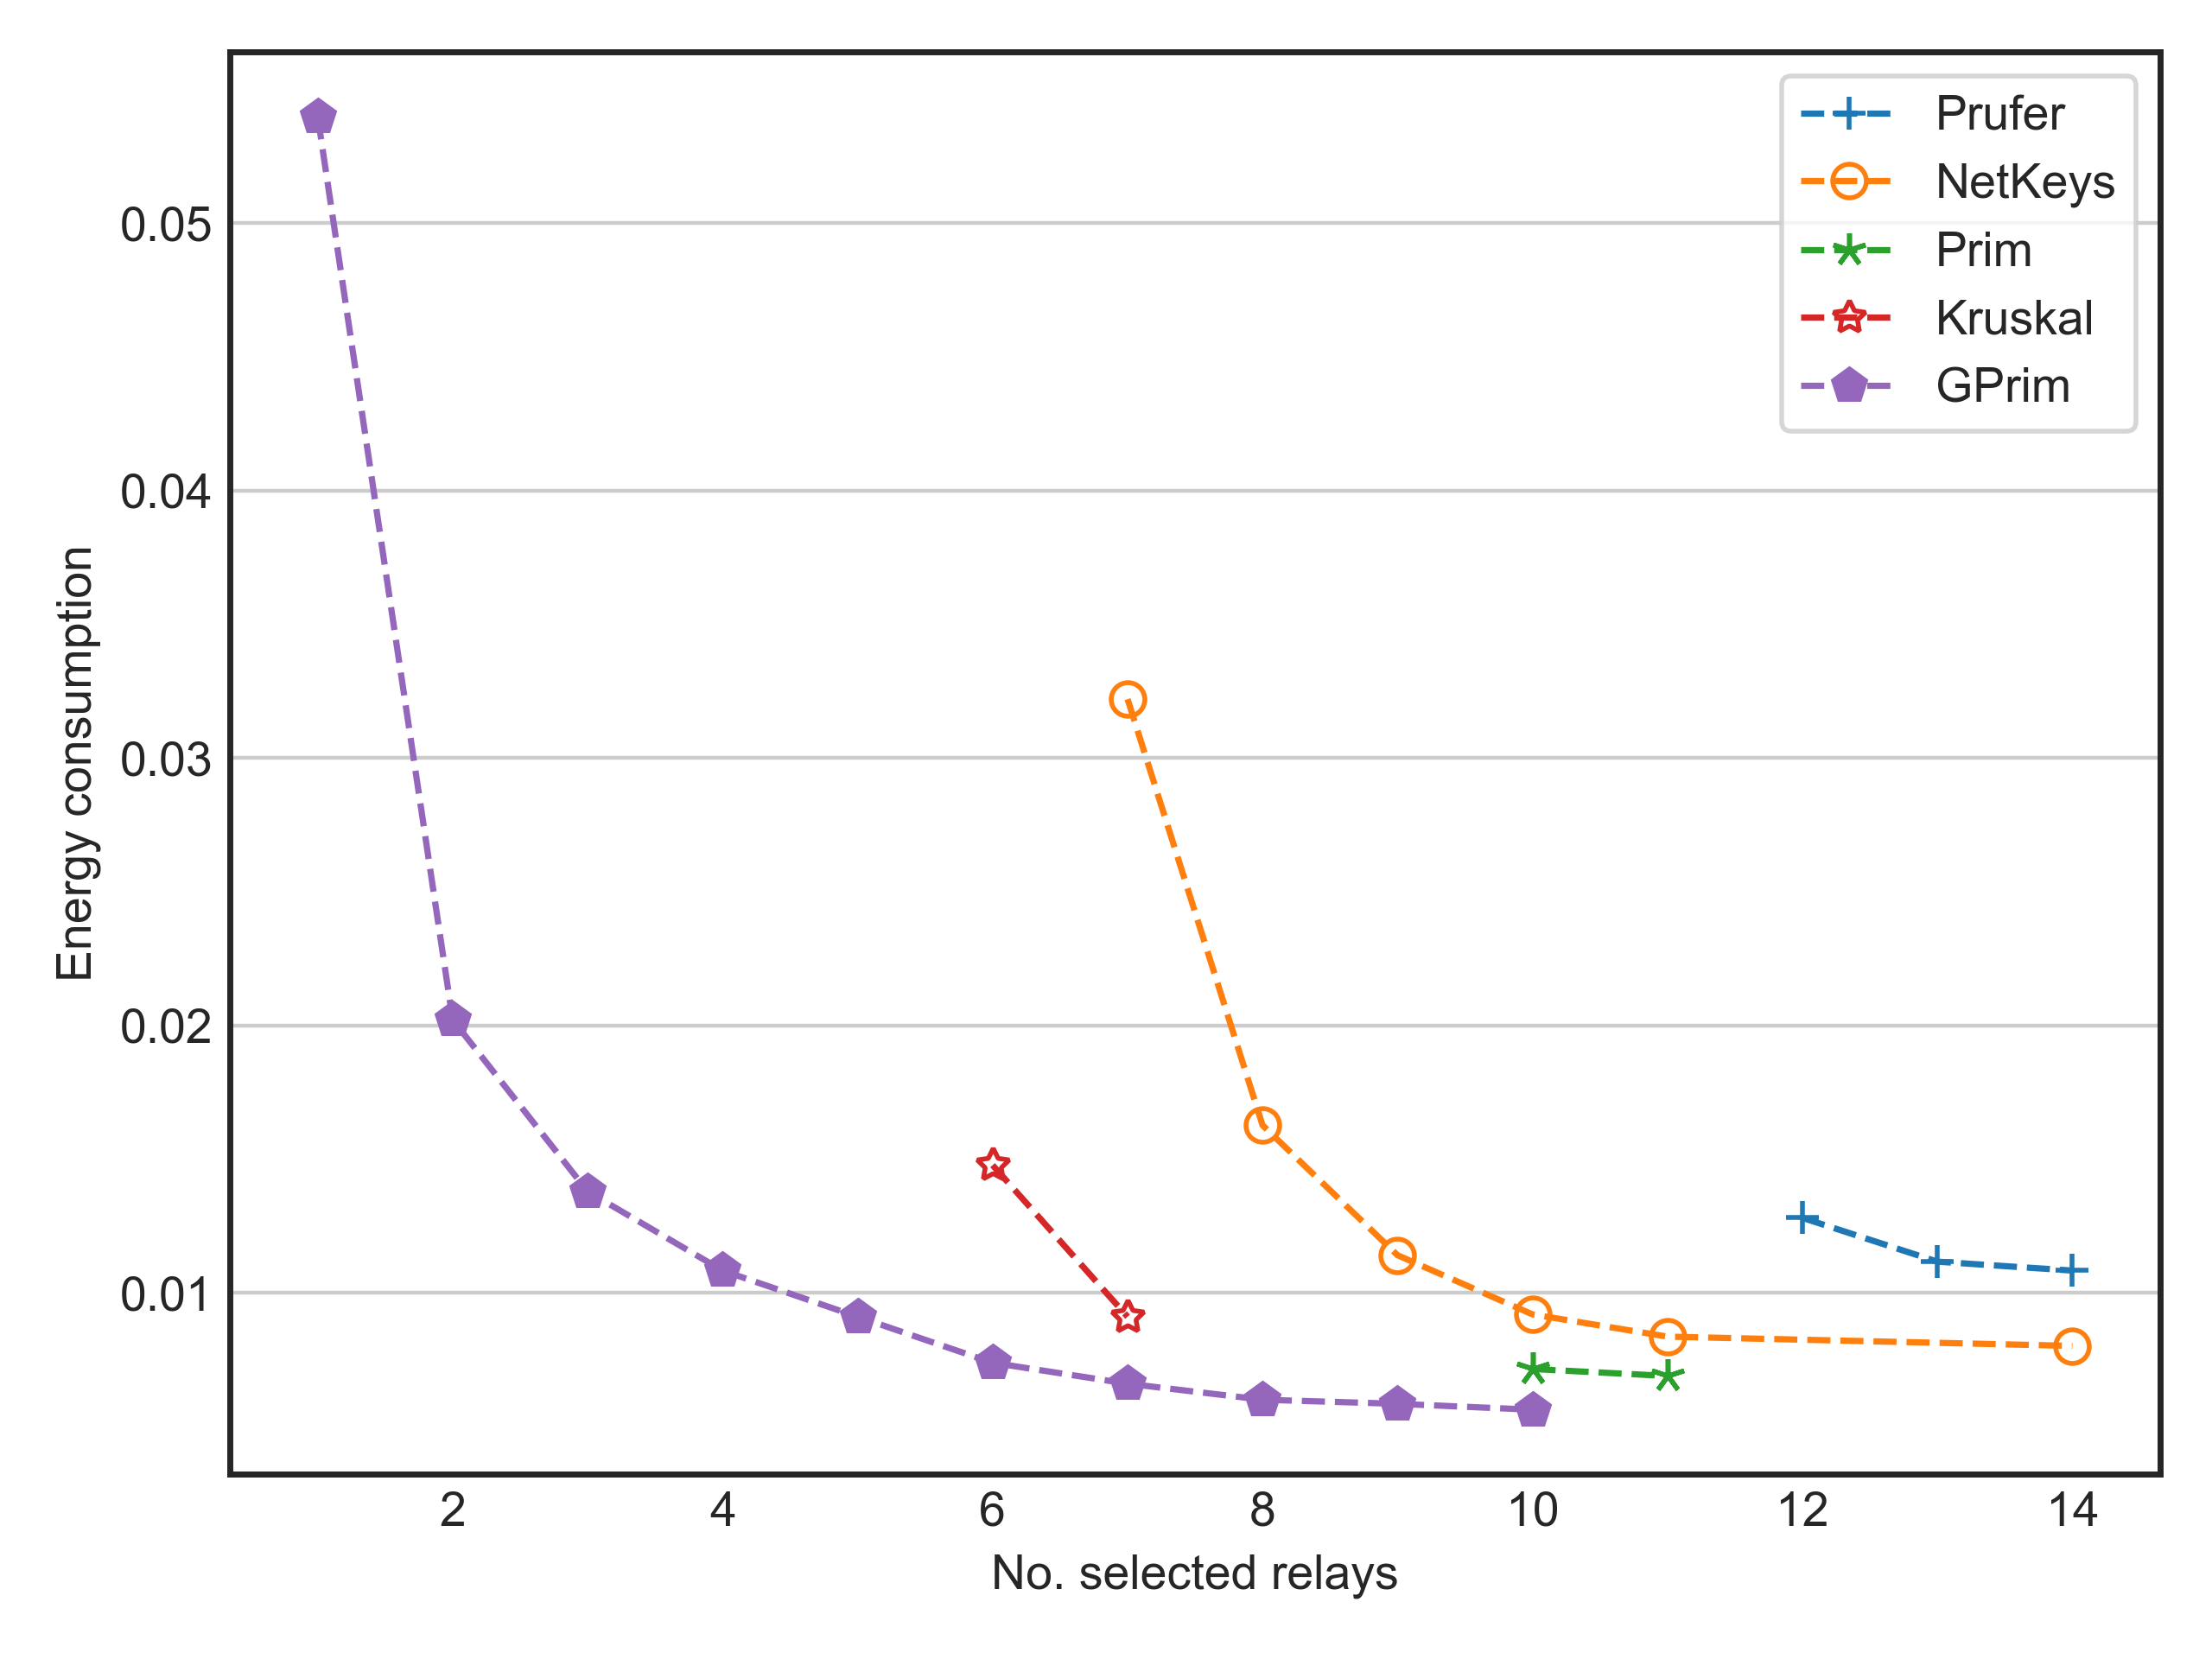 Prufer
NetKeys
Prim
Kruskal
GPrim
0.05
0.04
0.03
0.02
0.01
Energy consumption
2 4 6 8 10 12 14
No. selected relays